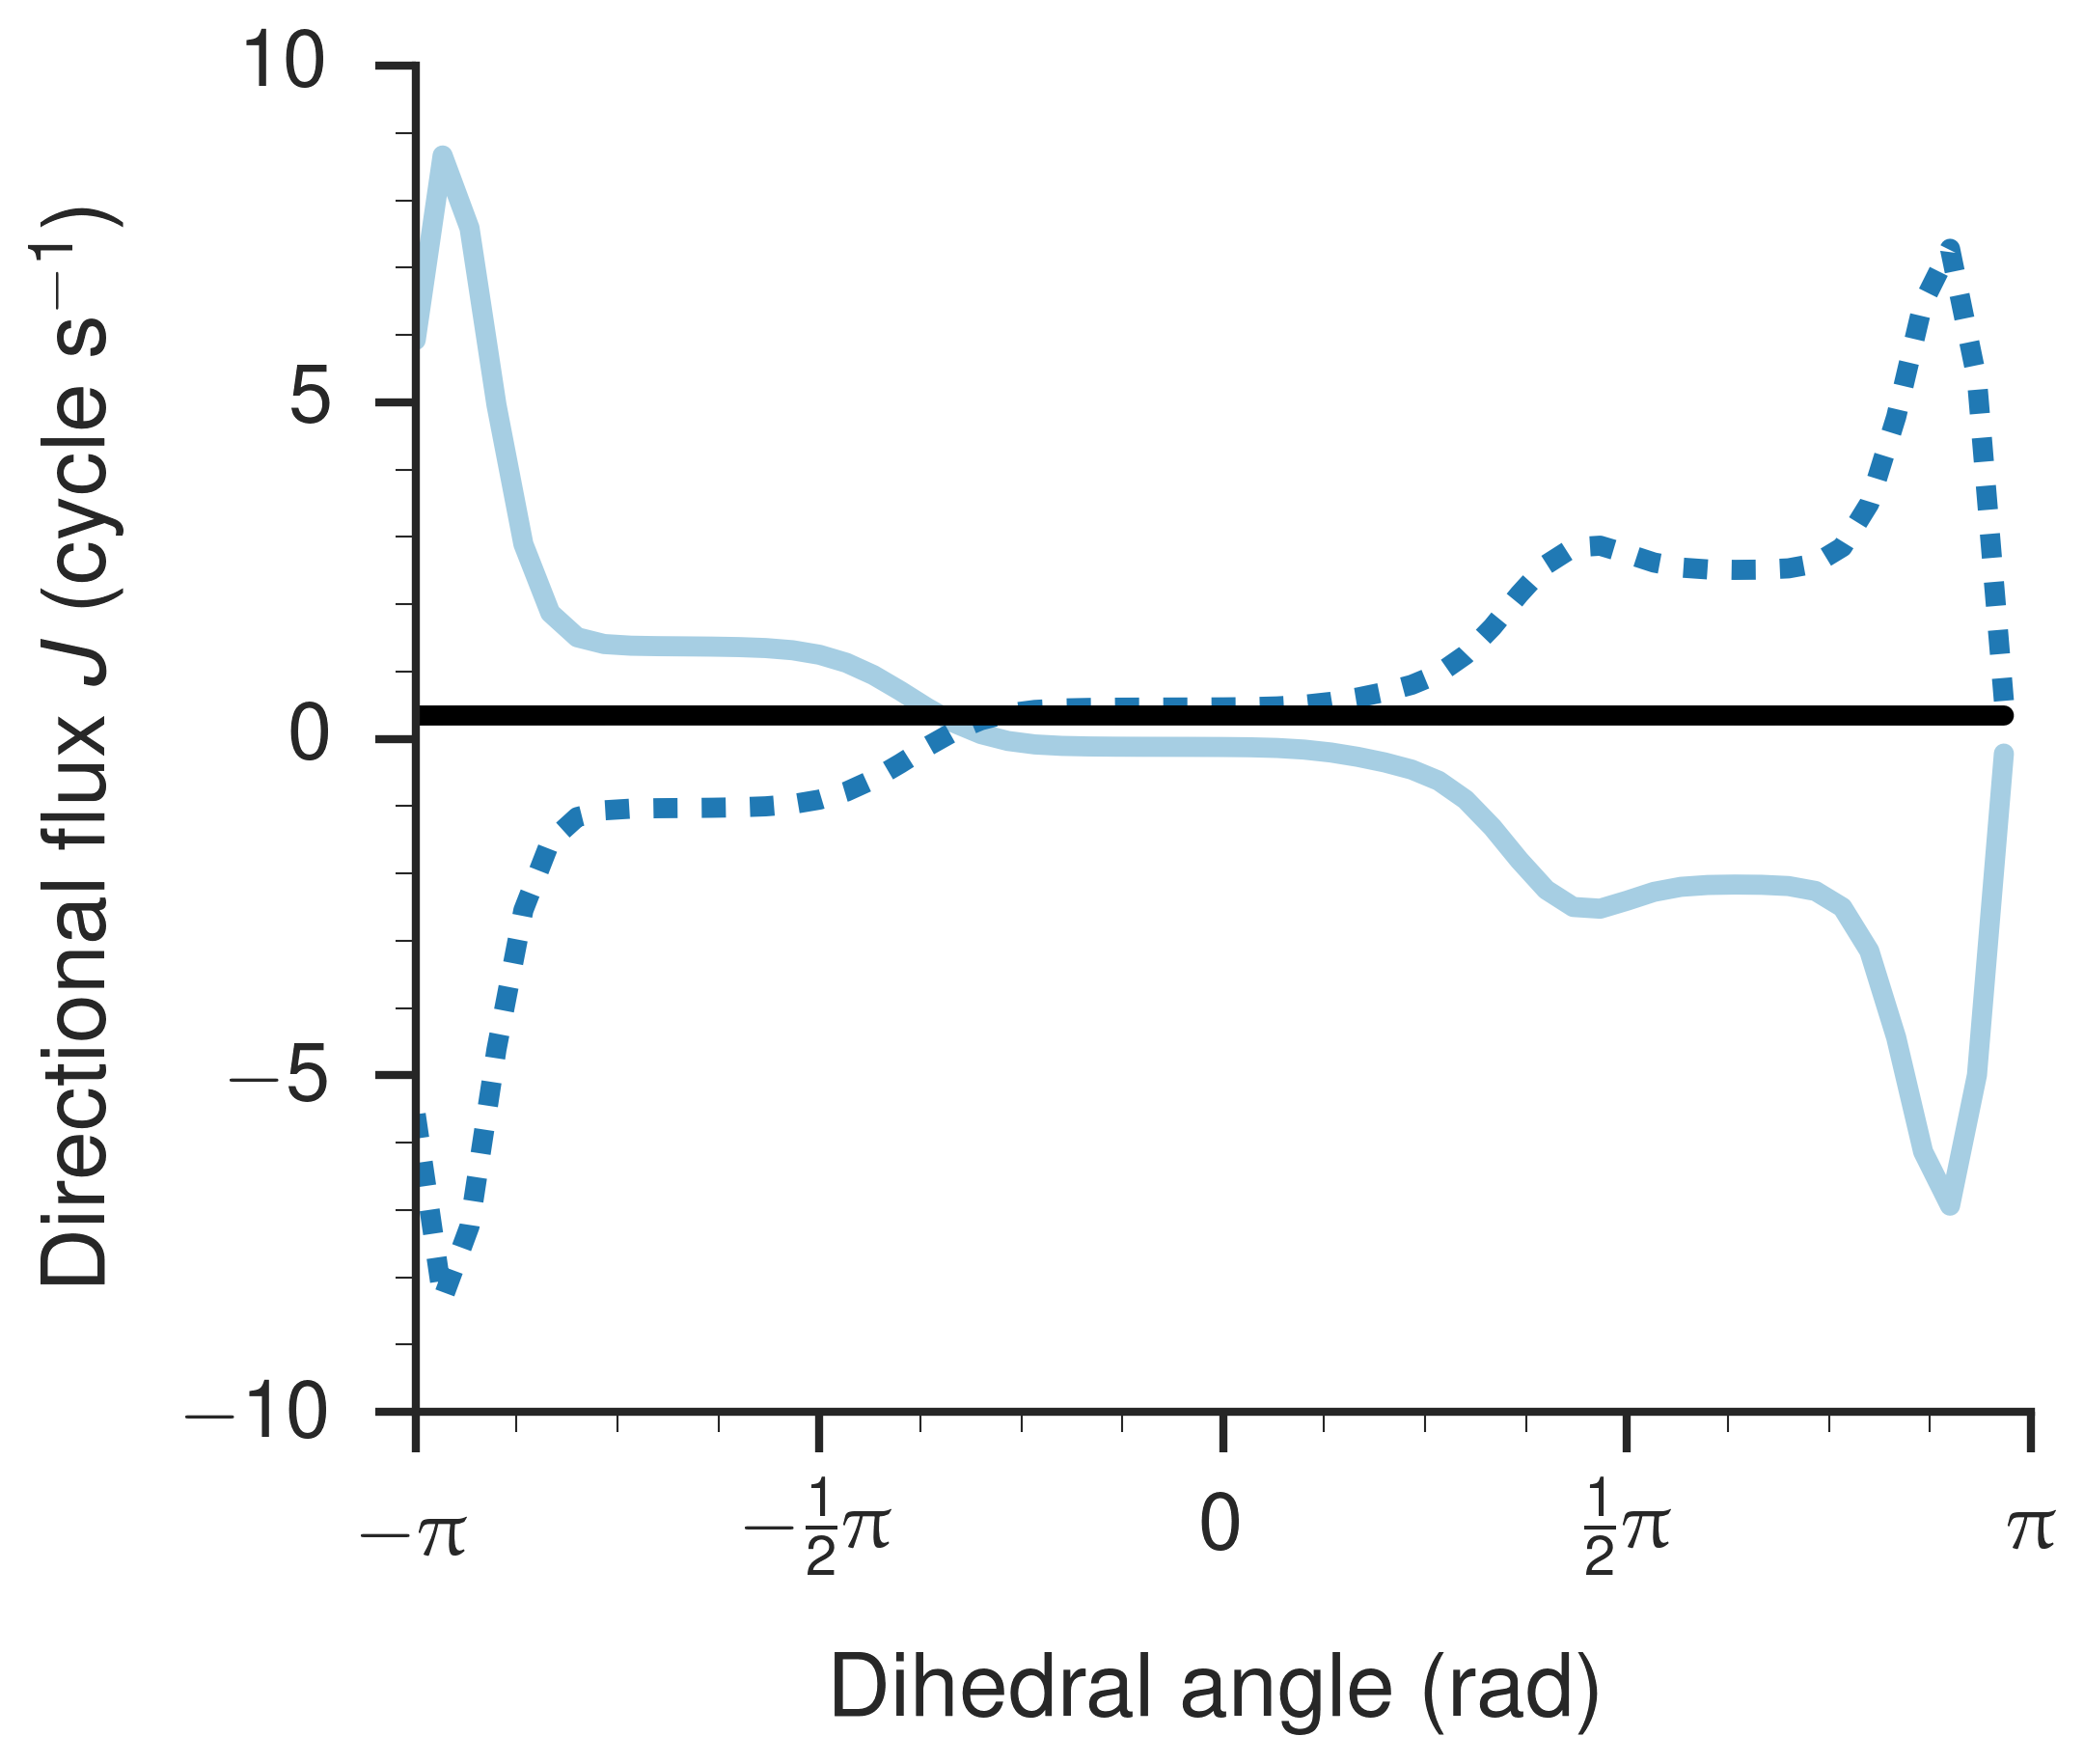 Directional flux J (cycle s⁻¹)
10
5
0
−5
−10
−π
−½π
0
½π
π
Dihedral angle (rad)